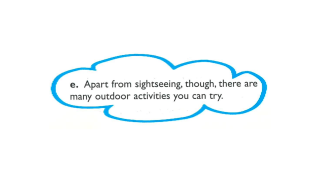 e. Apart from sightseeing, though, there are
many outdoor activities you can try.